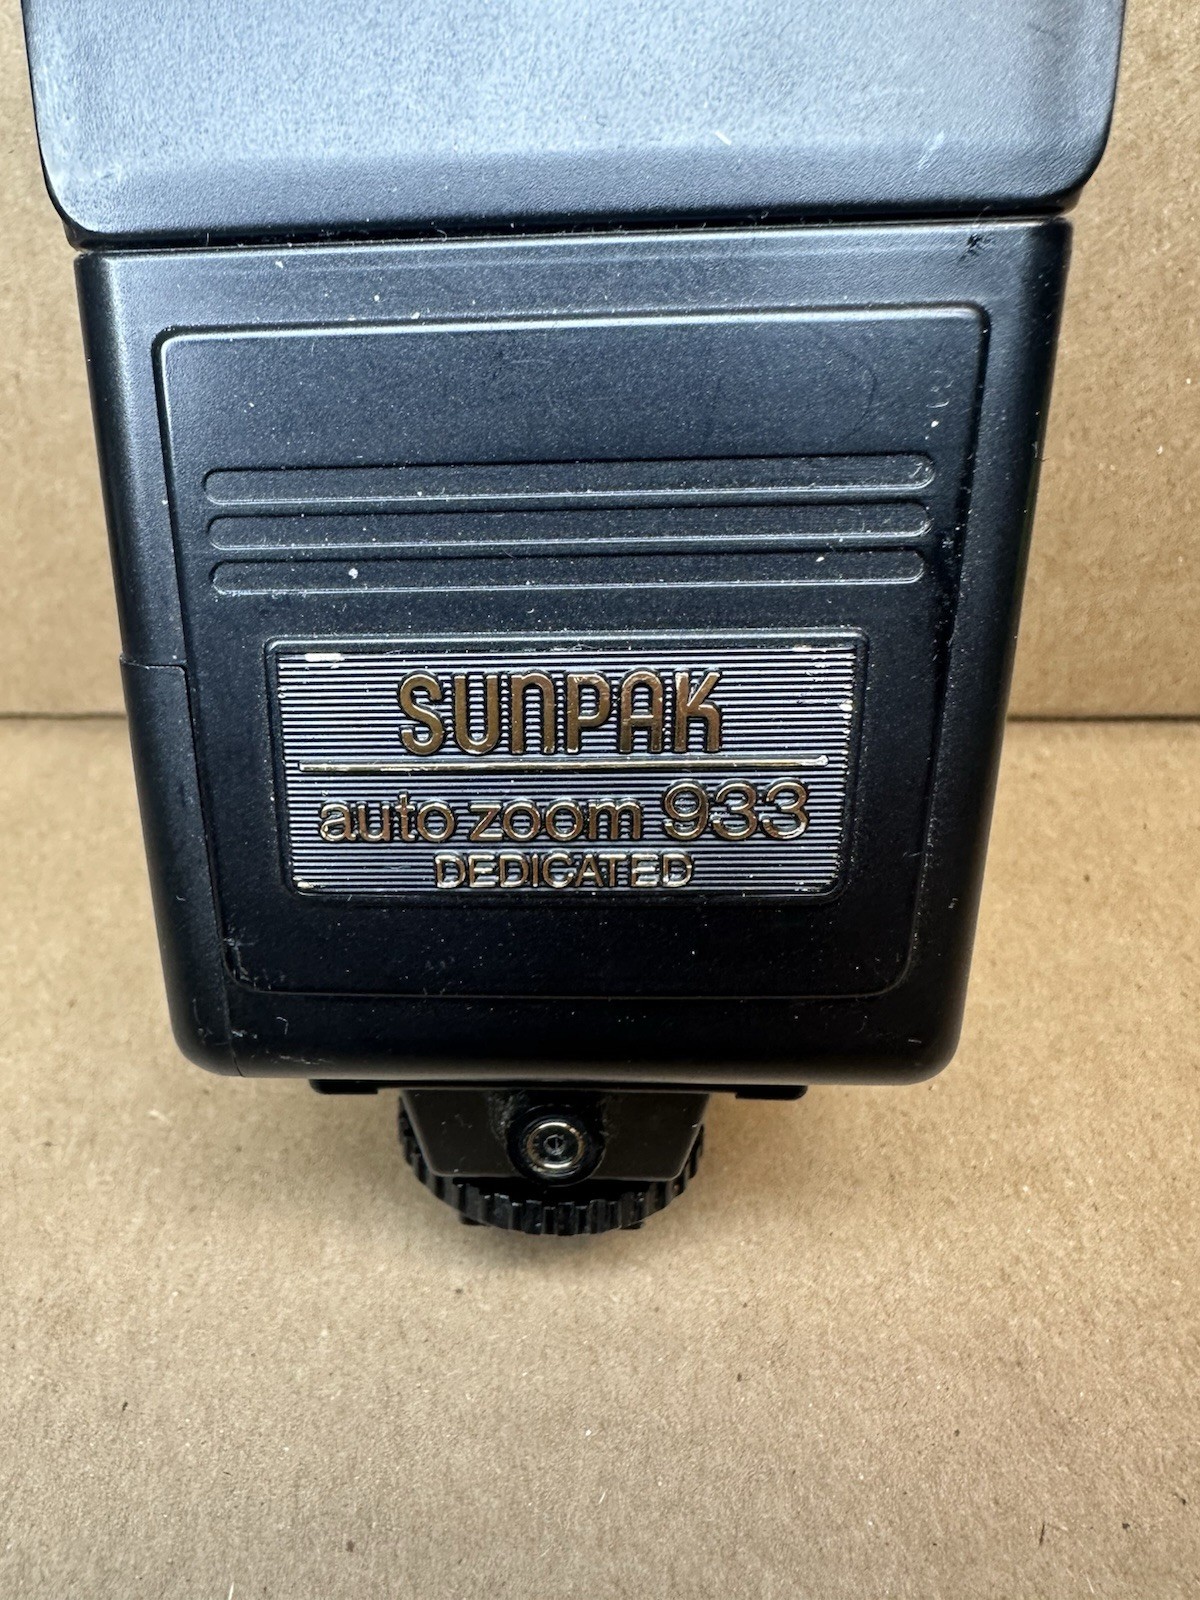 SUNPAK
auto zoom 933
DEDICATED